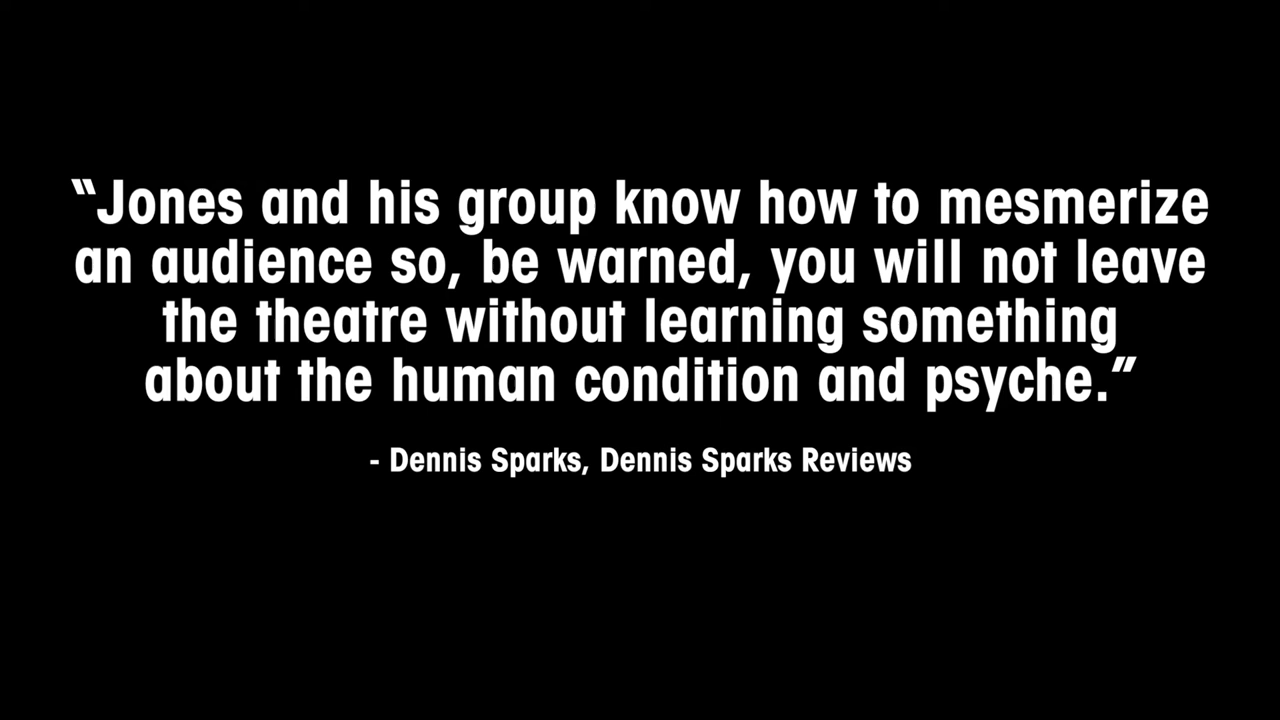 “Jones and his group know how to mesmerize
an audience so, be warned, you will not leave
the theatre without learning something
about the human condition and psyche.”
- Dennis Sparks, Dennis Sparks Reviews